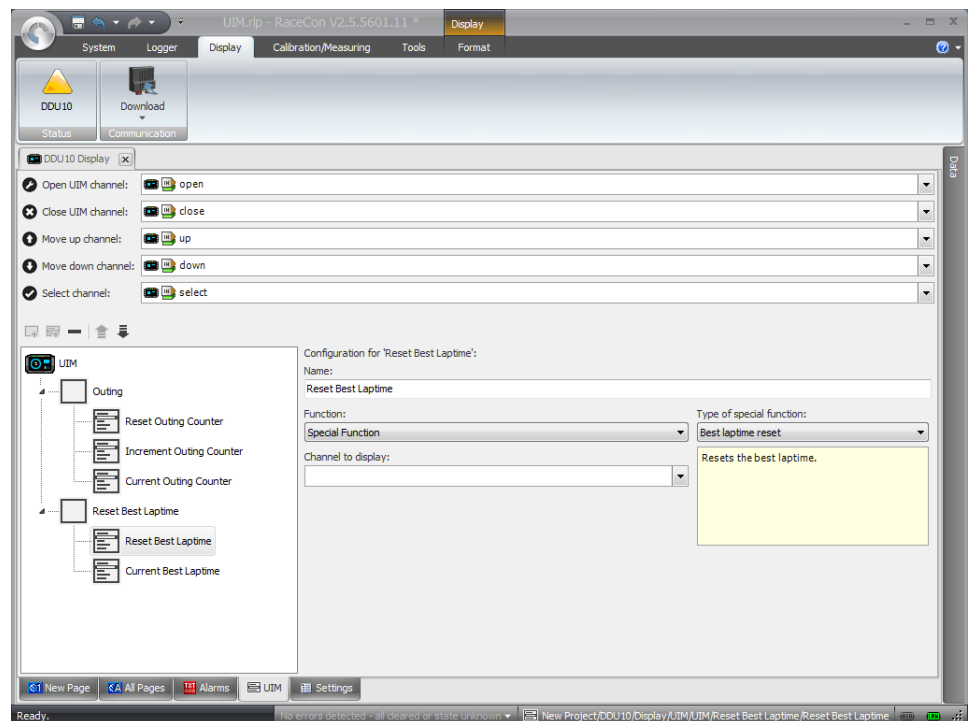 UIM.rlp - RaceCon V2.5.5601.11 *
Display
System Logger Display Calibration/Measuring Tools Format
DDU10
Download
Status
Communication
DDU10 Display
Data
Open UIM channel: open
Close UIM channel: close
Move up channel: up
Move down channel: down
Select channel: select
UIM
Outing
Reset Outing Counter
Increment Outing Counter
Current Outing Counter
Reset Best Laptime
Reset Best Laptime
Current Best Laptime
Configuration for 'Reset Best Laptime':
Name:
Reset Best Laptime
Function:
Special Function
Type of special function:
Best laptime reset
Channel to display:
Resets the best laptime.
New Page All Pages Alarms UIM Settings
Ready.
No errors detected - all cleared or state unknown
New Project/DDU10/Display/UIM/UIM/Reset Best Laptime/Reset Best Laptime